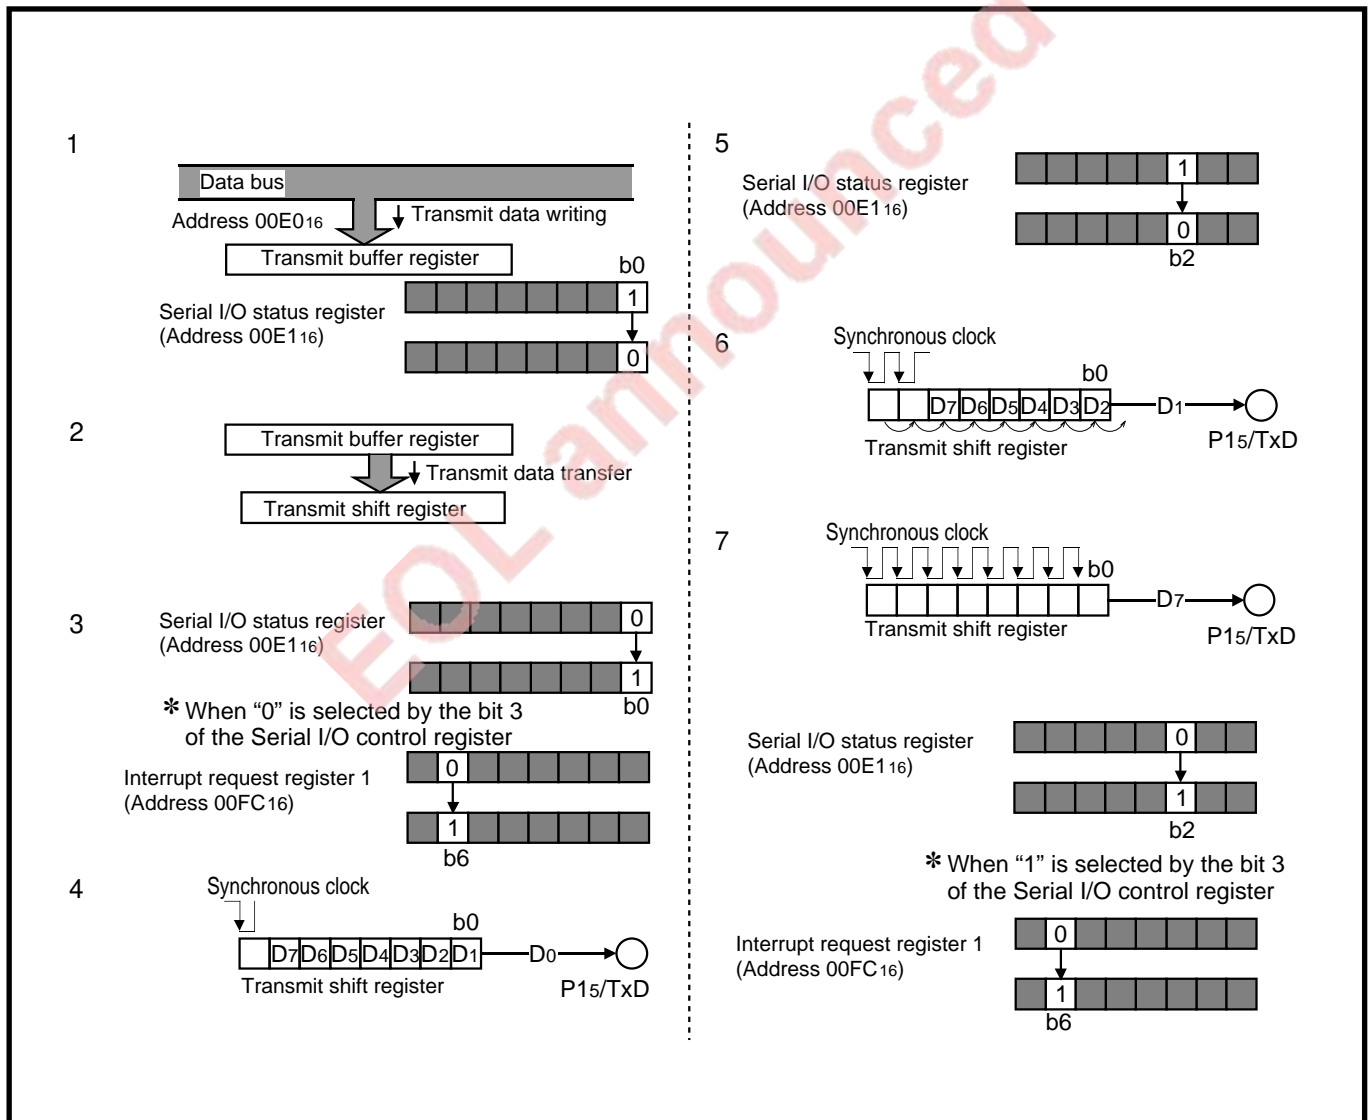 1
Data bus
Address 00E016
Transmit data writing
Transmit buffer register
b0
Serial I/O status register
(Address 00E116)
1
0
2
Transmit buffer register
Transmit data transfer
Transmit shift register
3
Serial I/O status register
(Address 00E116)
0
1
b0
* When “0” is selected by the bit 3
of the Serial I/O control register
Interrupt request register 1
(Address 00FC16)
0
1
b6
4
Synchronous clock
b0
D7 D6 D5 D4 D3 D2 D1
D0
Transmit shift register
P15/TxD
5
Serial I/O status register
(Address 00E116)
1
0
b2
6
Synchronous clock
b0
D7 D6 D5 D4 D3 D2
D1
Transmit shift register
P15/TxD
7
Synchronous clock
b0
D7
Transmit shift register
P15/TxD
Serial I/O status register
(Address 00E116)
0
1
b2
* When “1” is selected by the bit 3
of the Serial I/O control register
Interrupt request register 1
(Address 00FC16)
0
1
b6
EOL announced